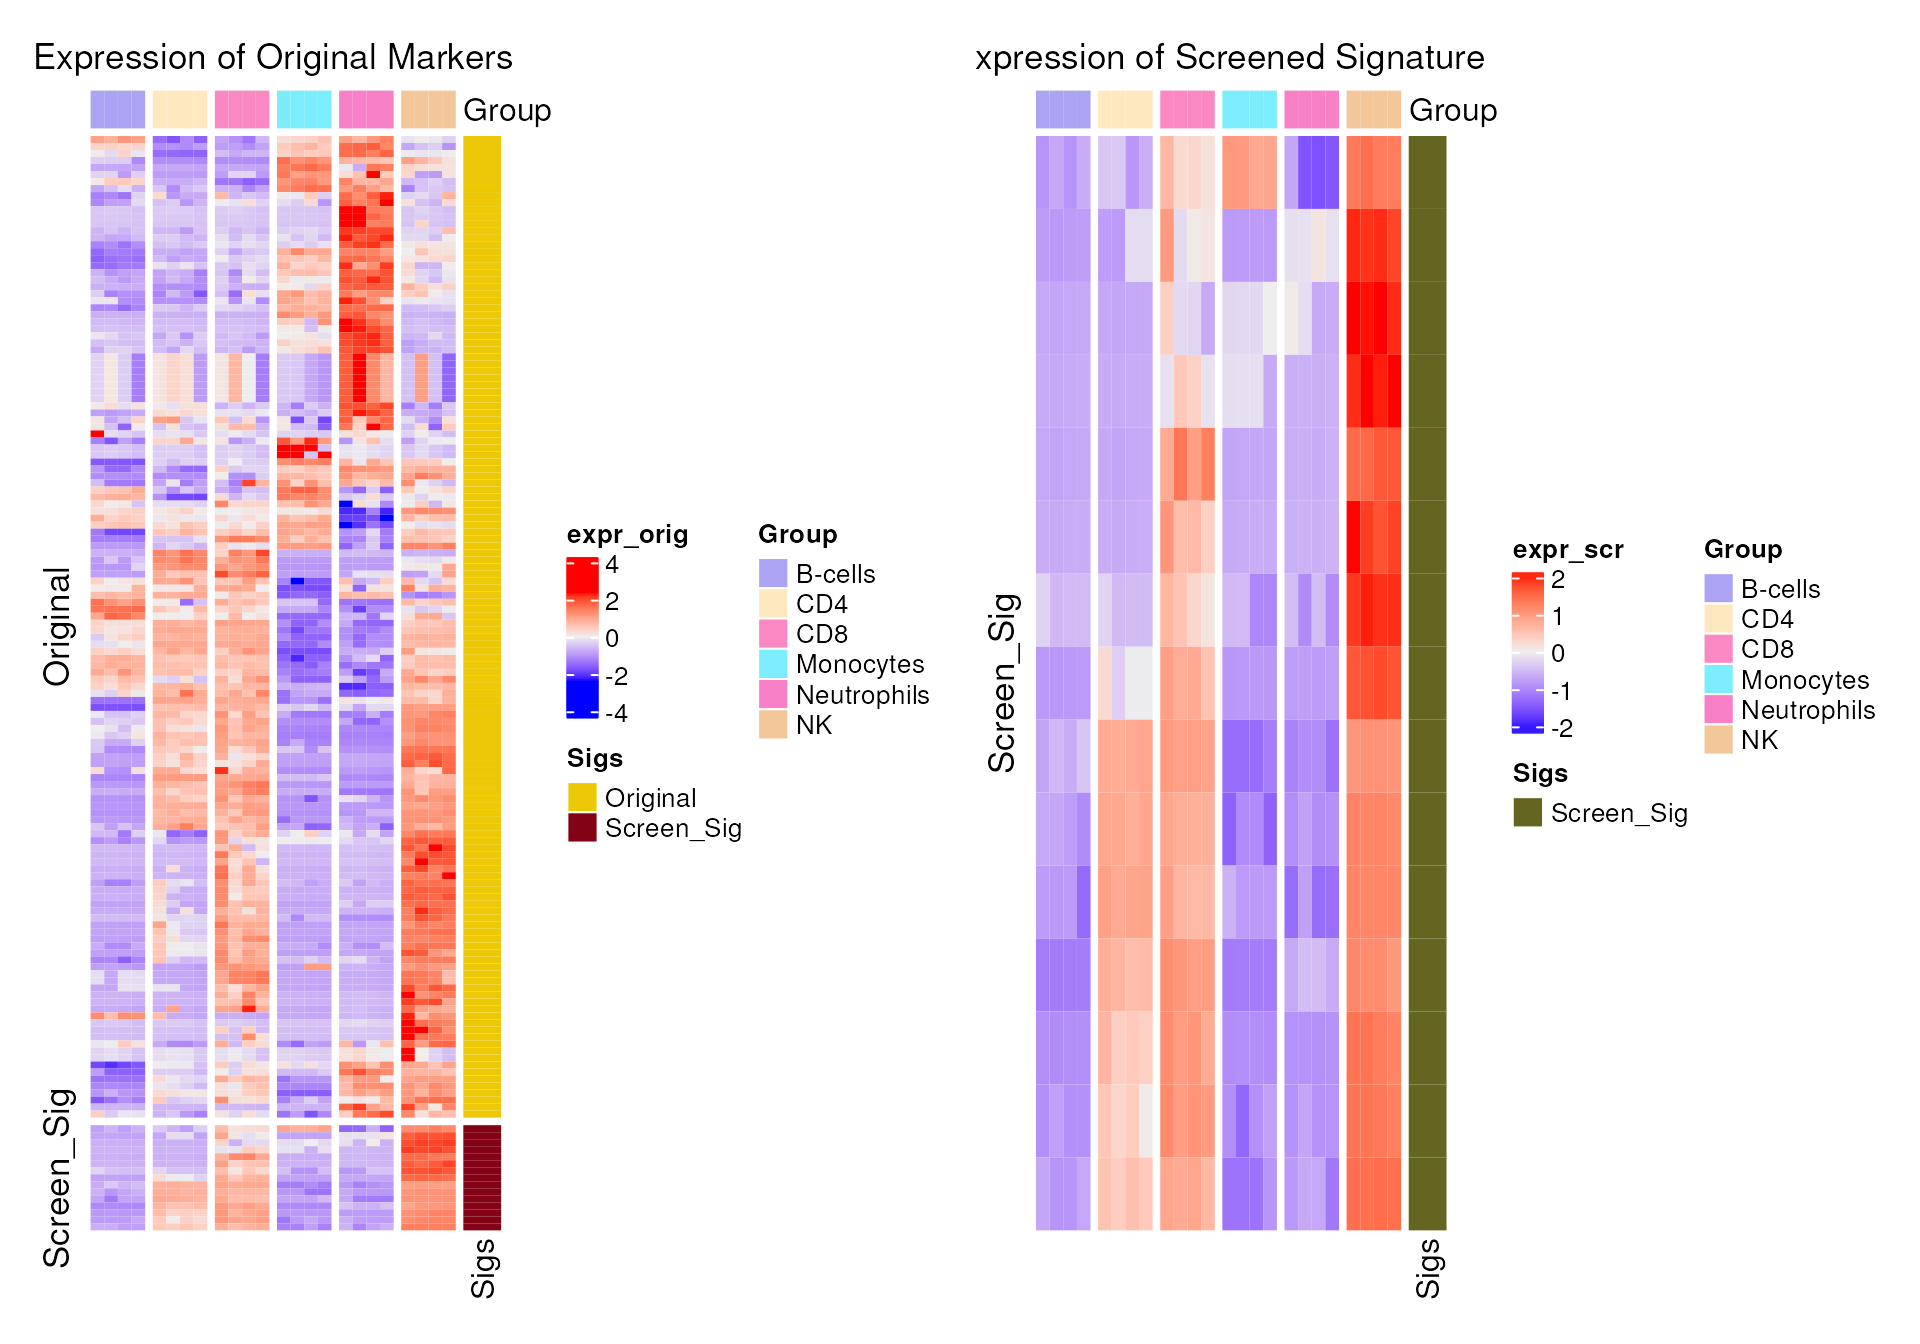 Expression of Original Markers
Group
Original
Screen_Sig
Sigs
expr_orig
4
2
0
-2
-4
Sigs
Original
Screen_Sig
Group
B-cells
CD4
CD8
Monocytes
Neutrophils
NK
xpression of Screened Signature
Group
Screen_Sig
Sigs
expr_scr
2
1
0
-1
-2
Sigs
Screen_Sig
Group
B-cells
CD4
CD8
Monocytes
Neutrophils
NK